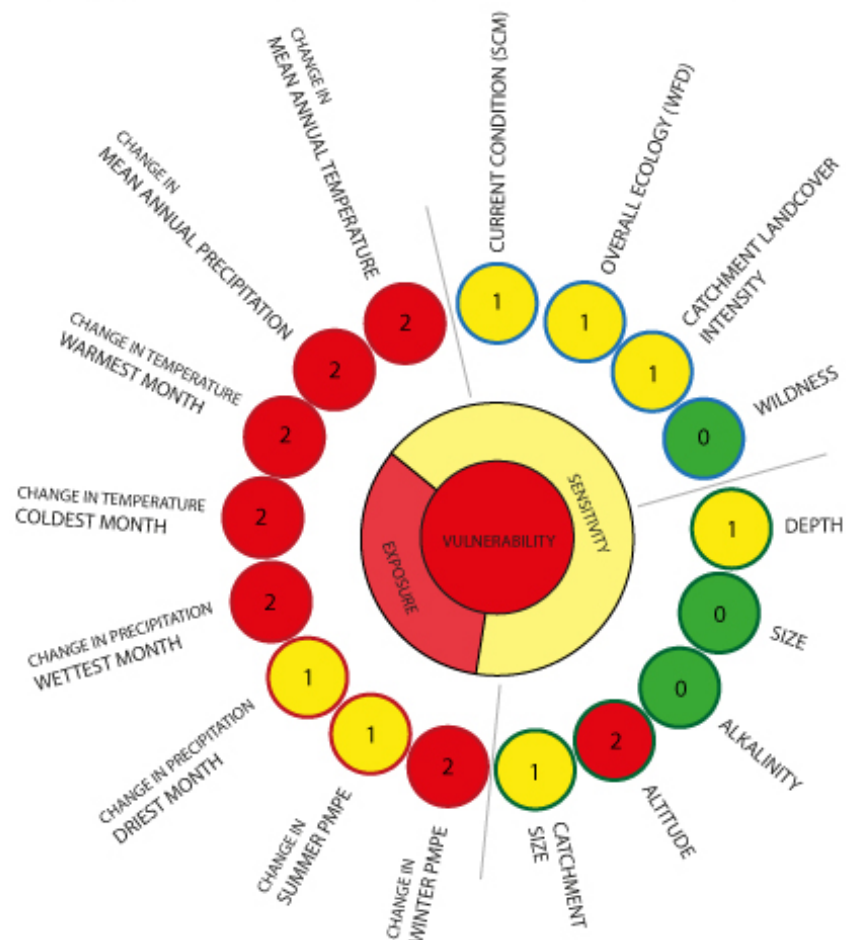 CHANGE IN
MEAN ANNUAL TEMPERATURE
2
CURRENT CONDITION (SCM)
1
OVERALL ECOLOGY (WFD)
1
CATCHMENT LANDCOVER
INTENSITY
1
WILDNESS
0
DEPTH
1
SIZE
0
ALKALINITY
0
ALTITUDE
2
CATCHMENT
SIZE
1
CHANGE IN
WINTER PMPE
2
CHANGE IN
SUMMER PMPE
1
CHANGE IN PRECIPITATION
DRIEST MONTH
1
CHANGE IN PRECIPITATION
WETTEST MONTH
2
CHANGE IN TEMPERATURE
COLDEST MONTH
2
CHANGE IN TEMPERATURE
WARMEST MONTH
2
CHANGE IN
MEAN ANNUAL PRECIPITATION
2
SENSITIVITY
EXPOSURE
VULNERABILITY